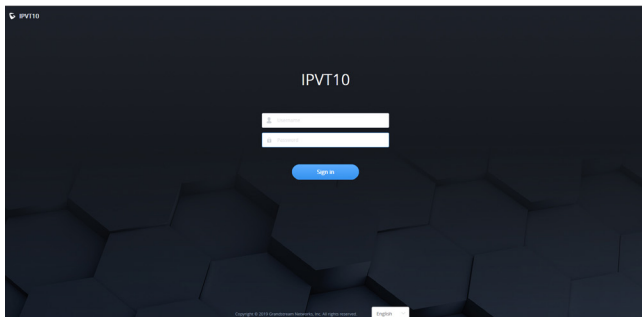 IPVT10
IPVT10
Username
Password
Sign in
Copyright © 2019 Grandstream Networks, Inc. All rights reserved.
English